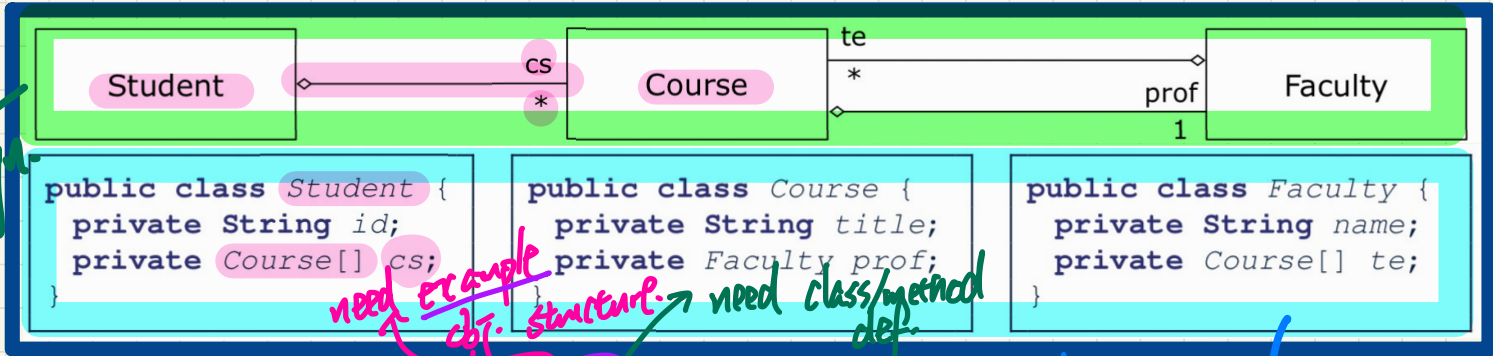 te
cs
Student
Course
Faculty
*
*
prof
1
public class Student {
private String id;
private Course[] cs;
}
public class Course {
private String title;
private Faculty prof;
}
public class Faculty {
private String name;
private Course[] te;
}
need example
obj. structure.
need class/method
def.